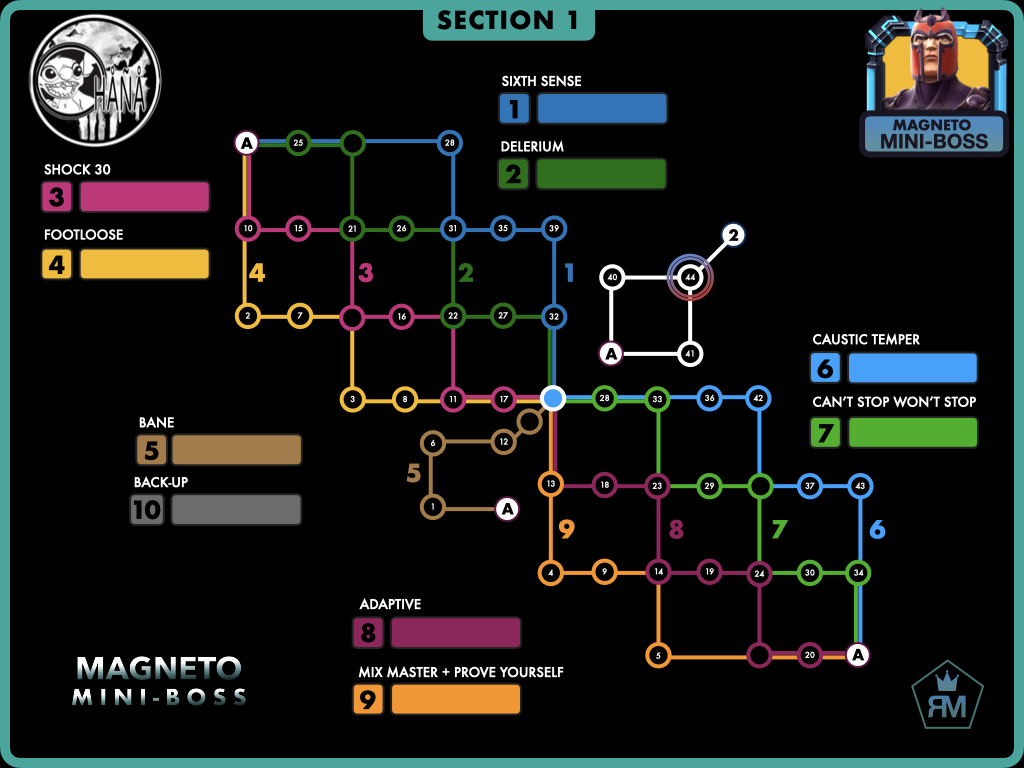 SECTION 1
OHANA
MAGNETO
MINI-BOSS
SIXTH SENSE
1
DELERIUM
2
SHOCK 30
3
FOOTLOOSE
4
A 25 28
10 15 21 26 31 35 39
4 3 2 1
2 7 16 22 27 32
3 8 11 17 28 33 36 42
2
40 44
A 41
CAUSTIC TEMPER
6
CAN'T STOP WON'T STOP
7
BANE
5
BACK-UP
10
6 12
5
1 A
13 18 23 29 37 43
9 8 7 6
4 9 14 19 24 30 34
5 20 A
ADAPTIVE
8
MIX MASTER + PROVE YOURSELF
9
MAGNETO
MINI-BOSS
RM